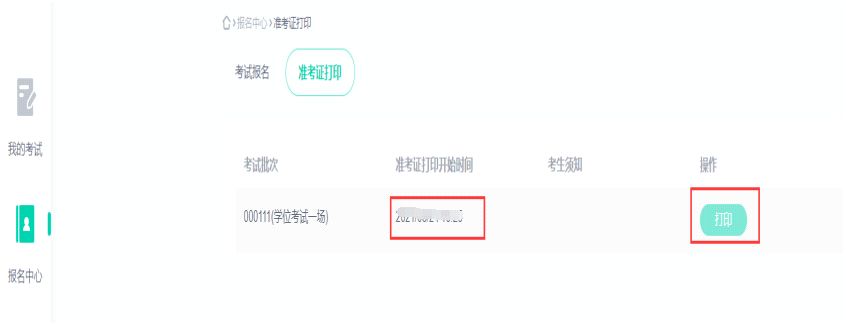 报名中心>准考证打印
考试报名
准考证打印
我的考试
考试批次
准考证打印开始时间
考生须知
操作
000111(学位考试一场)
打印
报名中心